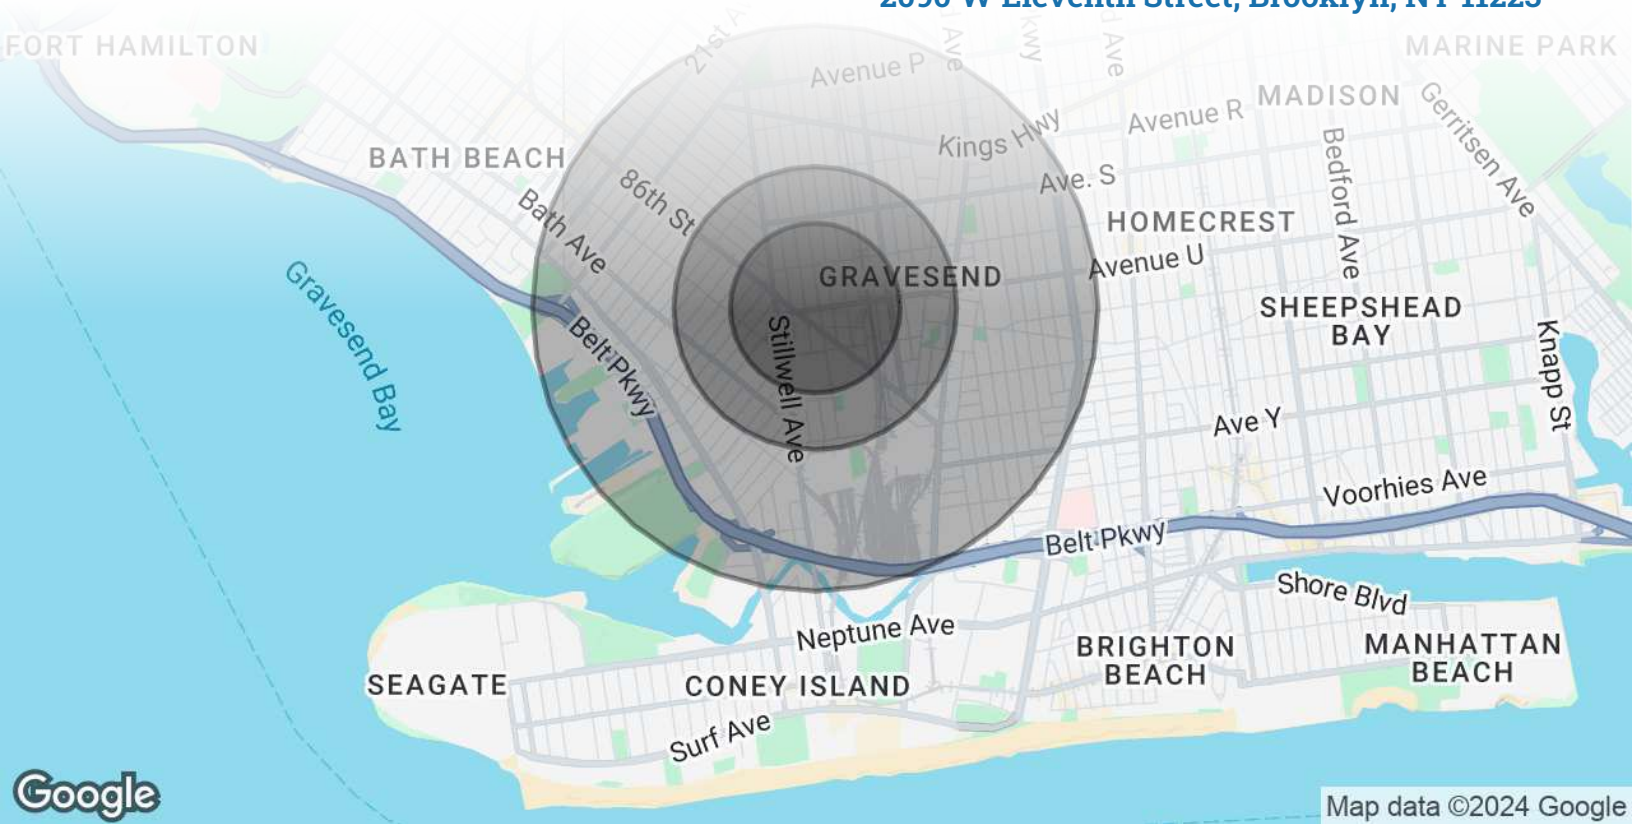 FORT HAMILTON
Avenue P
MARINE PARK
MADISON
Gerritsen Ave
Kings Hwy
Avenue R
BATH BEACH
Bedford Ave
86th St
Ave. S
Bath Ave
HOMECREST
Avenue U
GRAVESEND
Gravesend Bay
SHEEPSHEAD
BAY
Belt Pkwy
Stillwell Ave
Knapp St
Ave Y
Voorhies Ave
Belt Pkwy
Shore Blvd
Neptune Ave
BRIGHTON
BEACH
MANHATTAN
BEACH
SEAGATE
CONEY ISLAND
Surf Ave
Google
Map data ©2024 Google